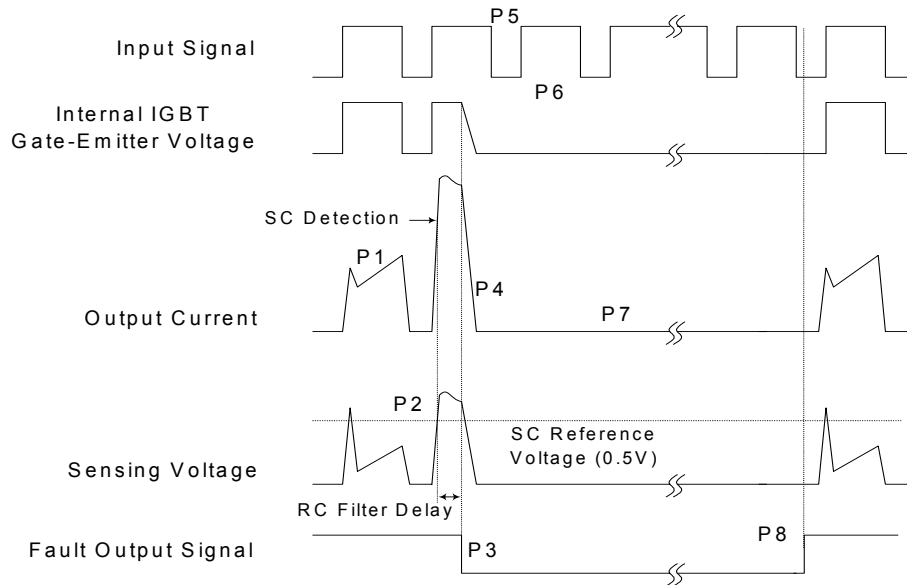 P5
Input Signal
P6
Internal IGBT
Gate-Emitter Voltage
SC Detection
P1
P4
P7
Output Current
P2
SC Reference
Voltage (0.5V)
Sensing Voltage
RC Filter Delay
Fault Output Signal
P3
P8